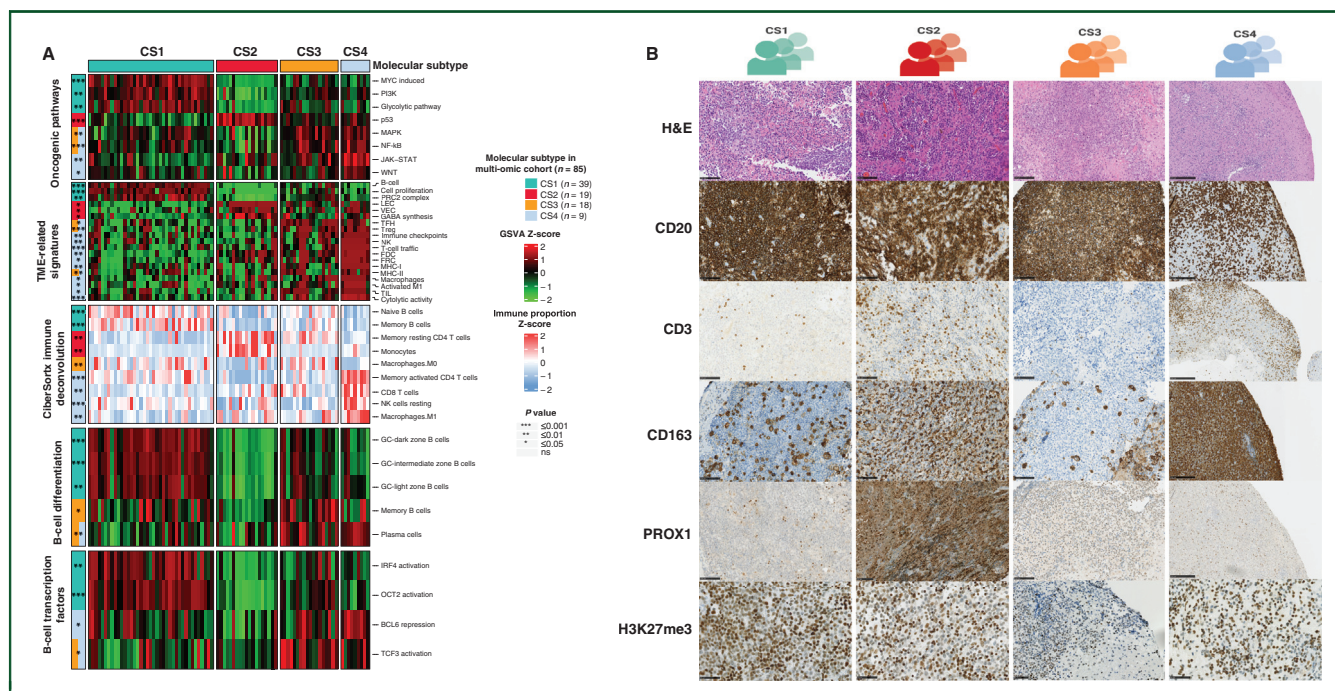 A
CS1
CS2
CS3
CS4
Molecular subtype
Oncogenic pathways
***
**
**
***
**
***
**
*
MYC induced
PI3K
Glycolytic pathway
p53
MAPK
NF-kB
JAK-STAT
WNT
TME-related
signatures
B-cell
Cell proliferation
PRC2 complex
LEC
VEC
GABA synthesis
TFH
Treg
Immune checkpoints
NK
T-cell traffic
FDC
FRC
MHC-I
MHC-II
Macrophages
Activated M1
TIL
Cytolytic activity
CiberSortx immune
deconvolution
***
***
**
**
**
***
**
***
**
Naive B cells
Memory B cells
Memory resting CD4 T cells
Monocytes
Macrophages.M0
Memory activated CD4 T cells
CD8 T cells
NK cells resting
Macrophages.M1
B-cell differentiation
***
***
**
*
**
GC-dark zone B cells
GC-intermediate zone B cells
GC-light zone B cells
Memory B cells
Plasma cells
B-cell transcription
factors
**
***
*
*
IRF4 activation
OCT2 activation
BCL6 repression
TCF3 activation
Molecular subtype in
multi-omic cohort (n = 85)
CS1 (n = 39)
CS2 (n = 19)
CS3 (n = 18)
CS4 (n = 9)
GSVA Z-score
2
1
0
−1
−2
Immune proportion
Z-score
2
1
0
−1
−2
P value
*** ≤0.001
** ≤0.01
* ≤0.05
ns
B
CS1
CS2
CS3
CS4
H&E
CD20
CD3
CD163
PROX1
H3K27me3